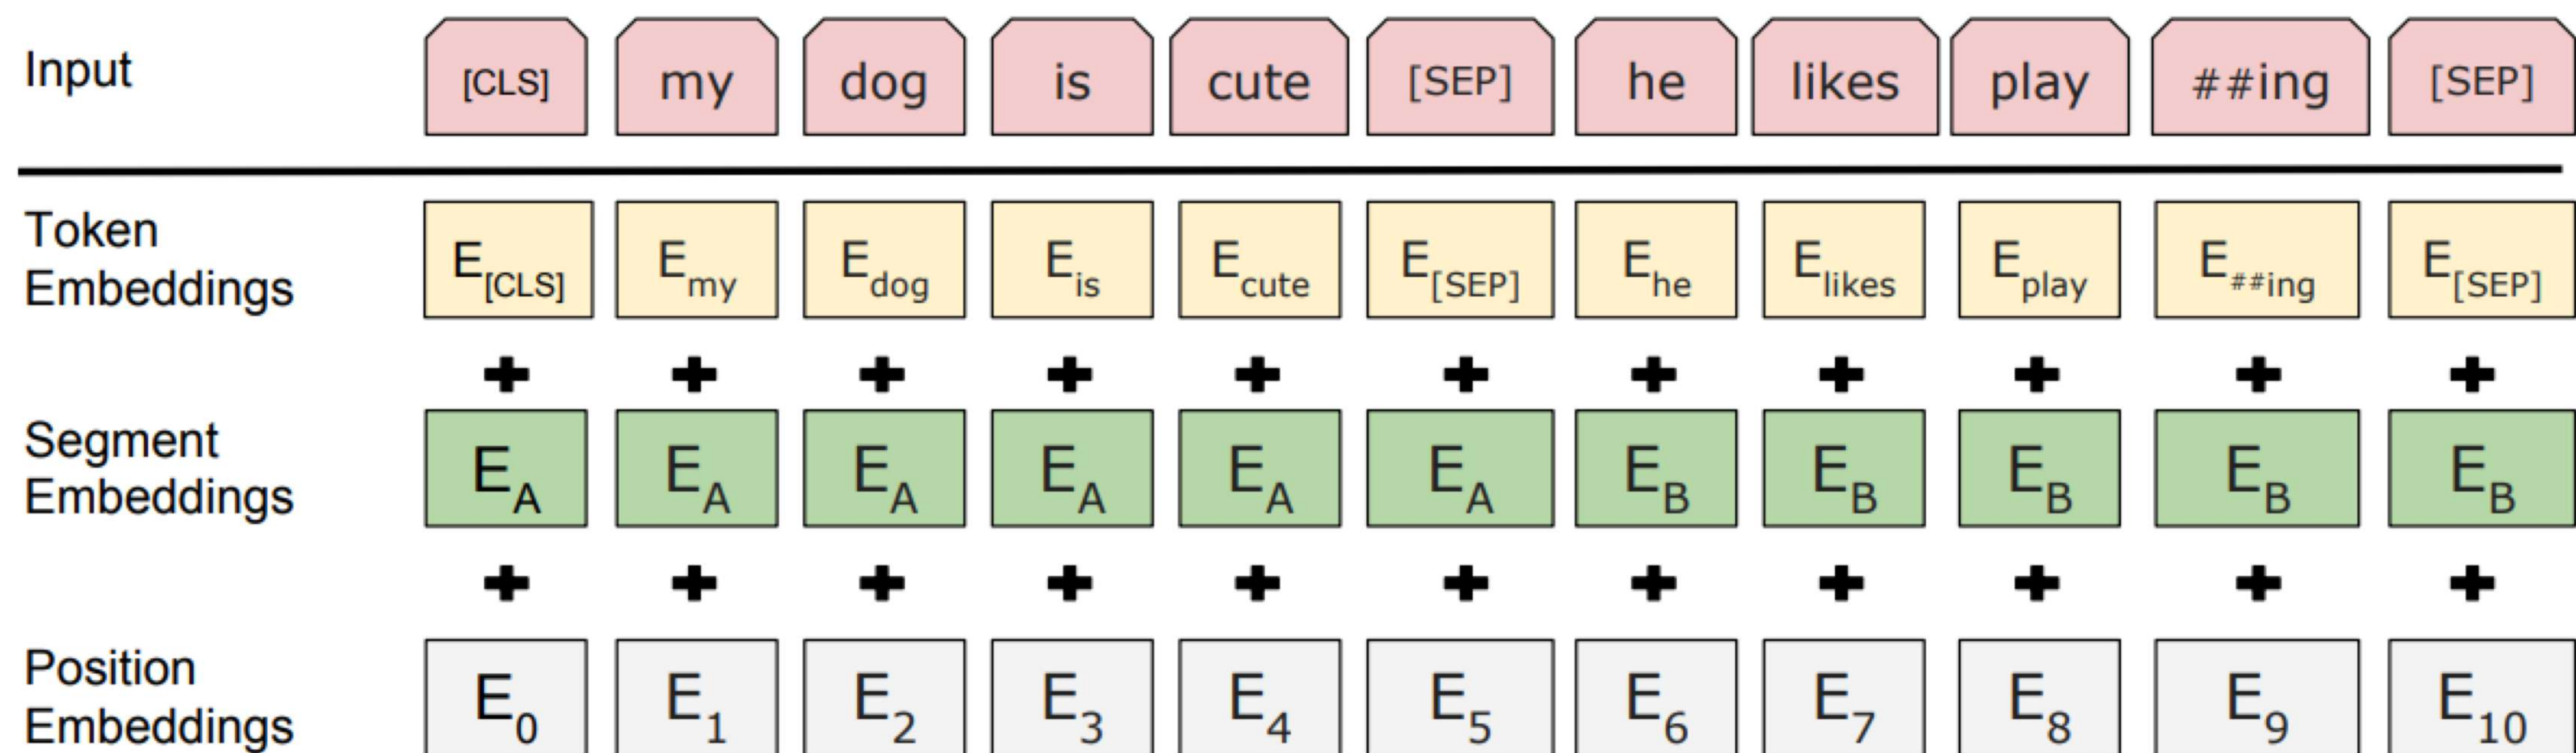 Input [CLS] my dog is cute [SEP] he likes play ##ing [SEP]
Token
Embeddings E[CLS] Emy Edog Eis Ecute E[SEP] Ehe Elikes Eplay E##ing E[SEP]
+ + + + + + + + + + +
Segment
Embeddings EA EA EA EA EA EA EB EB EB EB EB
+ + + + + + + + + + +
Position
Embeddings E0 E1 E2 E3 E4 E5 E6 E7 E8 E9 E10